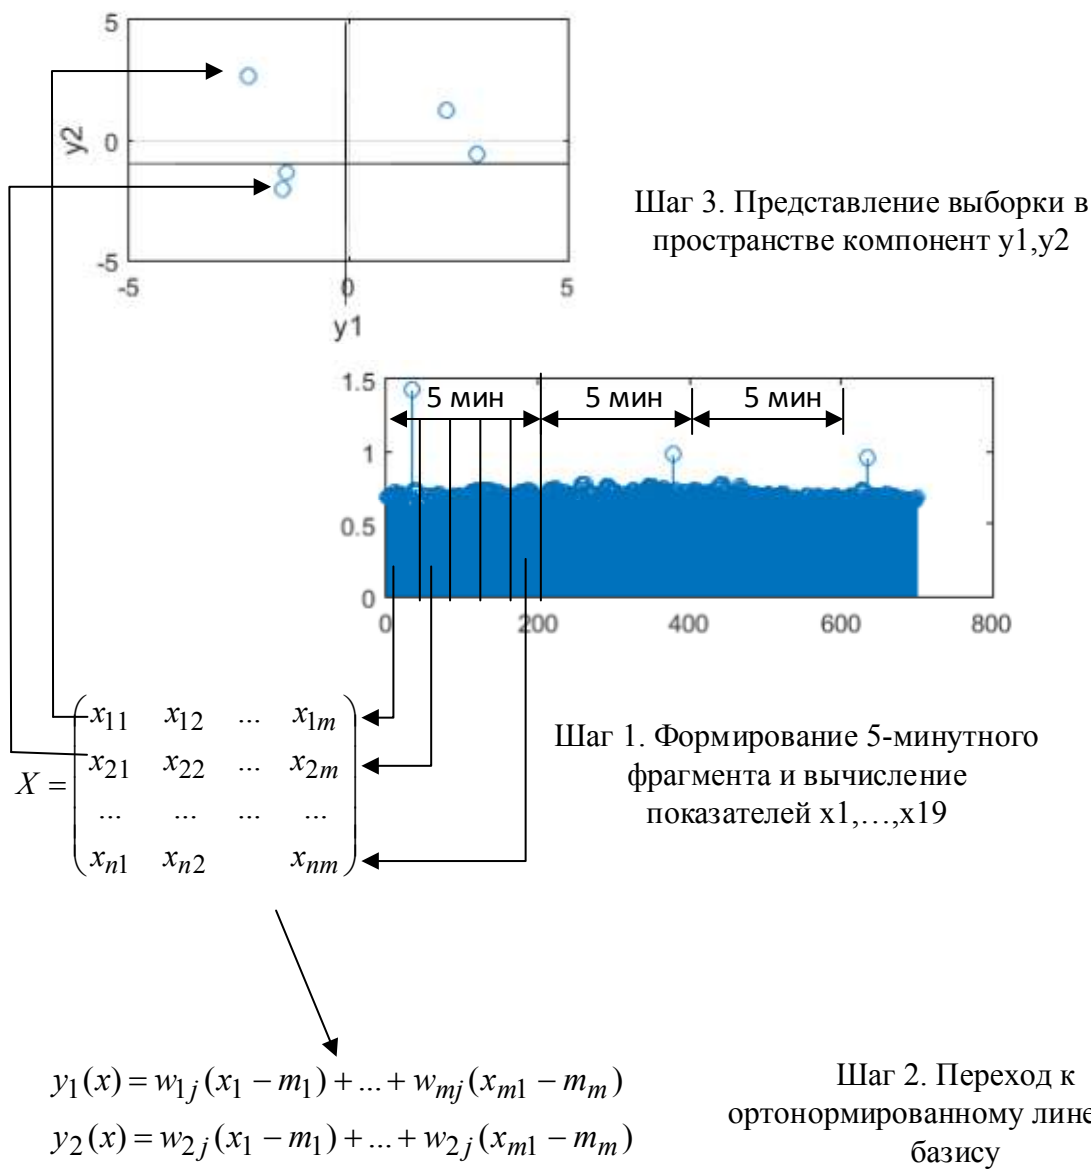 5
0
-5
y2
-5
0
5
y1
Шаг 3. Представление выборки в
пространстве компонент y1,y2
1.5
1
0.5
0
5 мин
5 мин
5 мин
0
200
400
600
800
X = ( x11 x12 ... x1m
x21 x22 ... x2m
... ... ... ...
xn1 xn2 xnm )
Шаг 1. Формирование 5-минутного
фрагмента и вычисление
показателей x1,…,x19
y1(x) = w1j(x1 − m1) + ... + wmj(xm1 − mm)
y2(x) = w2j(x1 − m1) + ... + w2j(xm1 − mm)
Шаг 2. Переход к
ортонормированному лине
базису